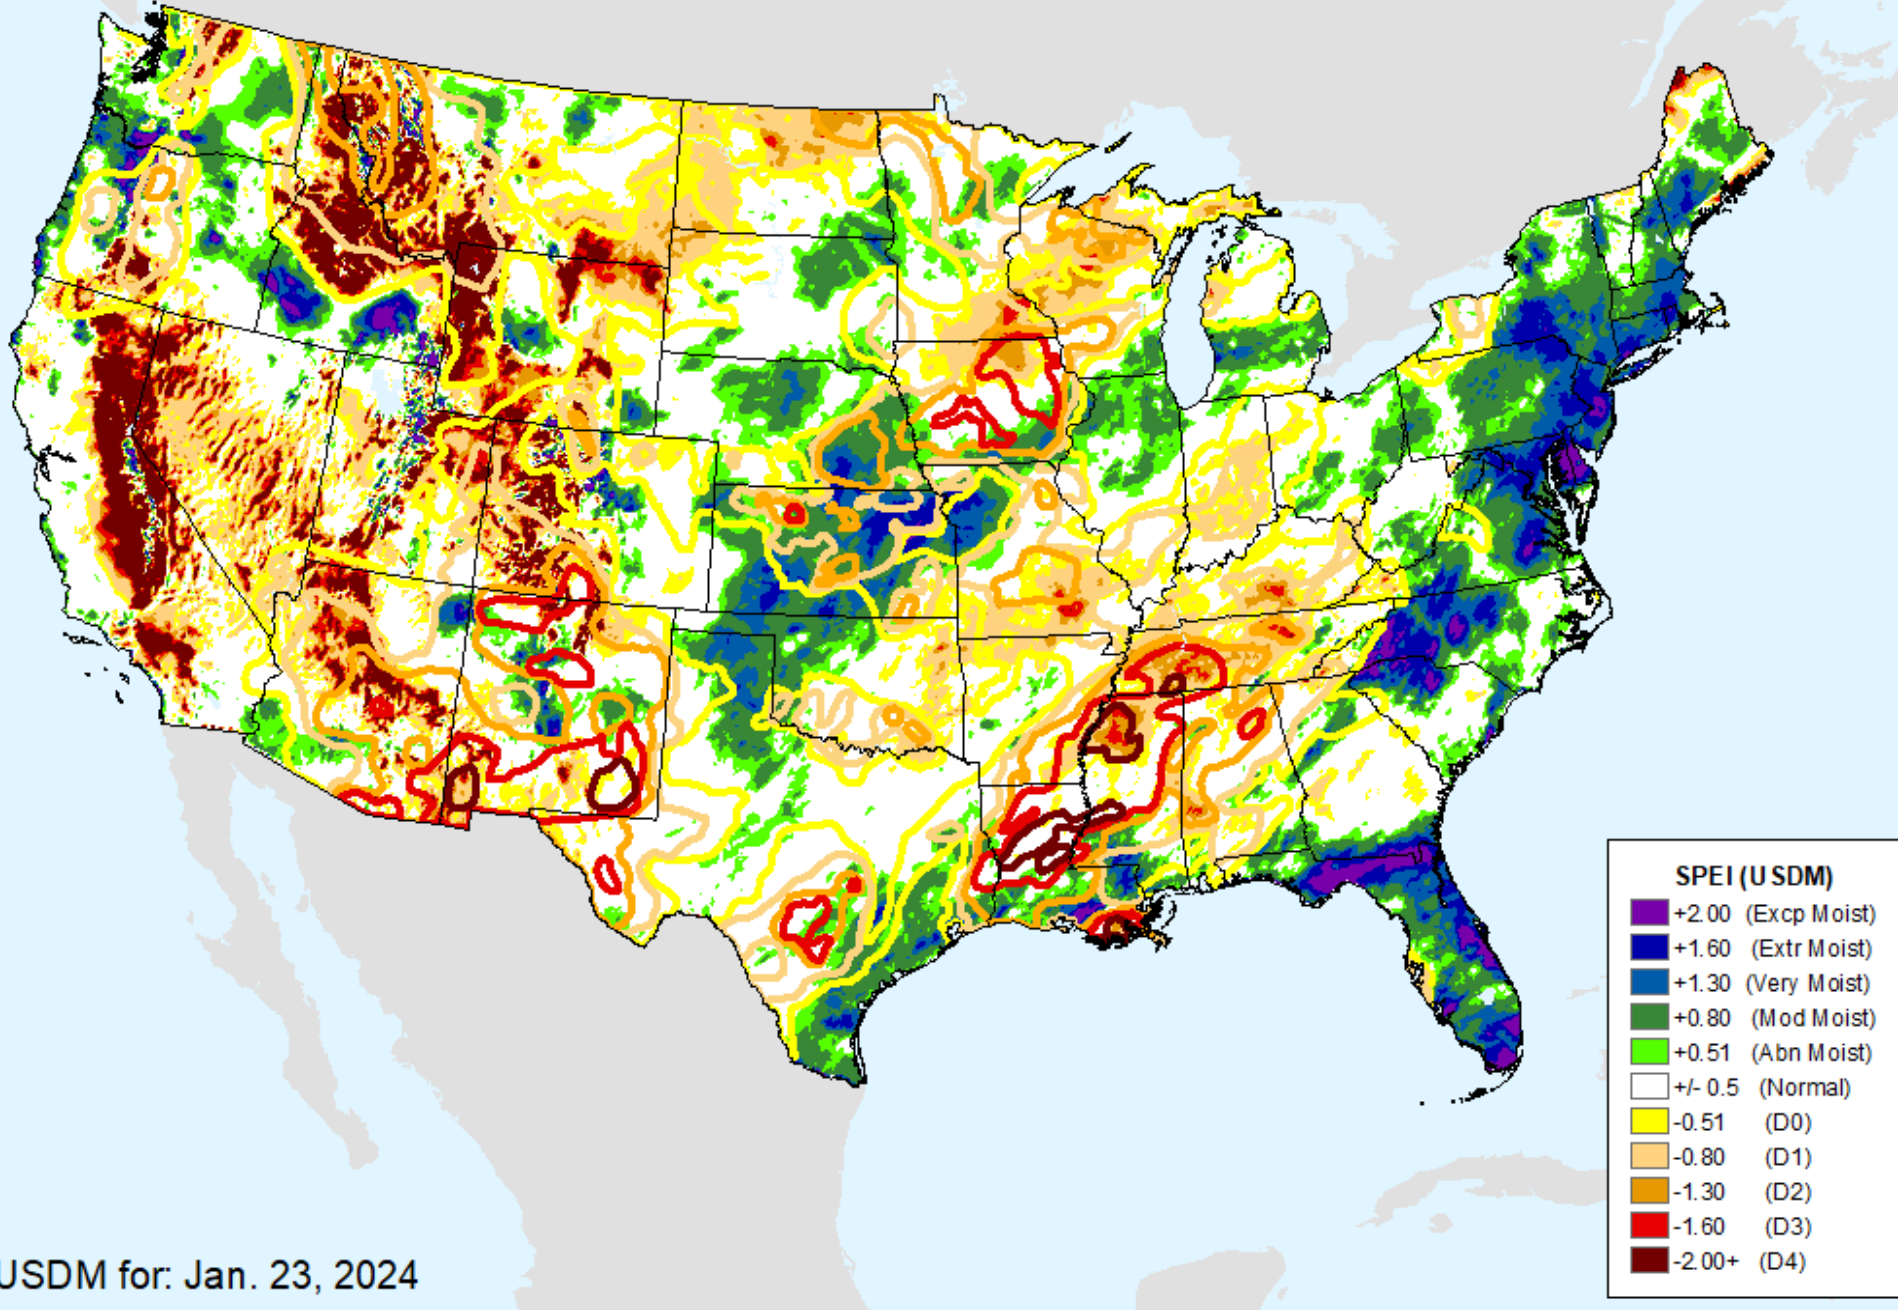 SPEI (USDM)
+2.00 (Excp Moist)
+1.60 (Extr Moist)
+1.30 (Very Moist)
+0.80 (Mod Moist)
+0.51 (Abn Moist)
+/- 0.5 (Normal)
-0.51 (D0)
-0.80 (D1)
-1.30 (D2)
-1.60 (D3)
-2.00+ (D4)
USDM for: Jan. 23, 2024